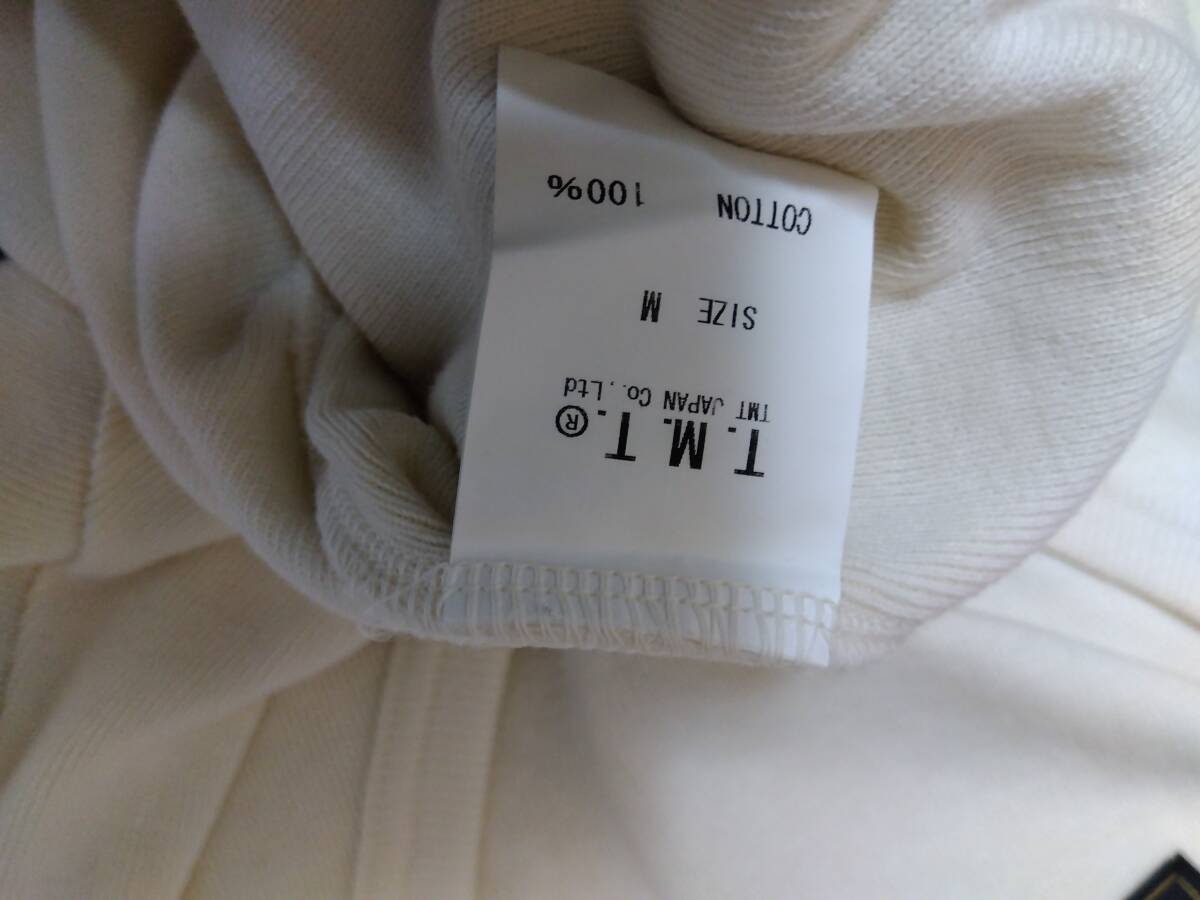 T.M.T.®
TMT JAPAN Co.,Ltd
SIZE M
COTTON 100%